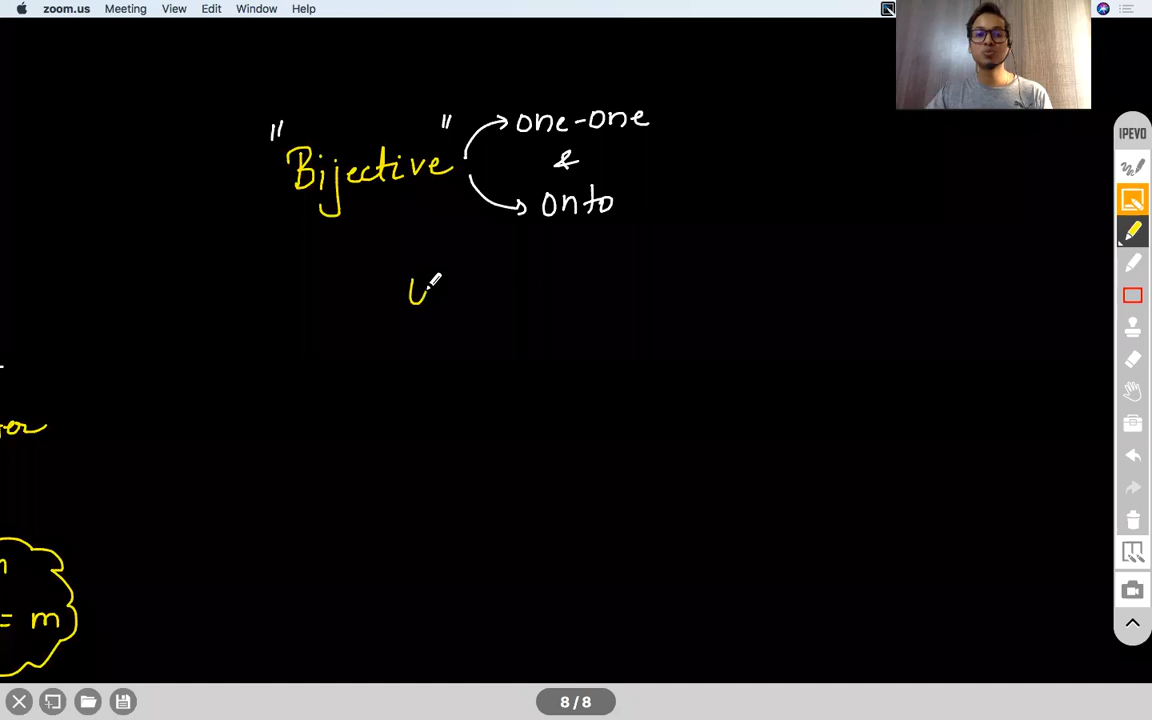 zoom.us Meeting View Edit Window Help
IPEVO
"Bijective" one-one
&
onto
U
n
= m
8 / 8